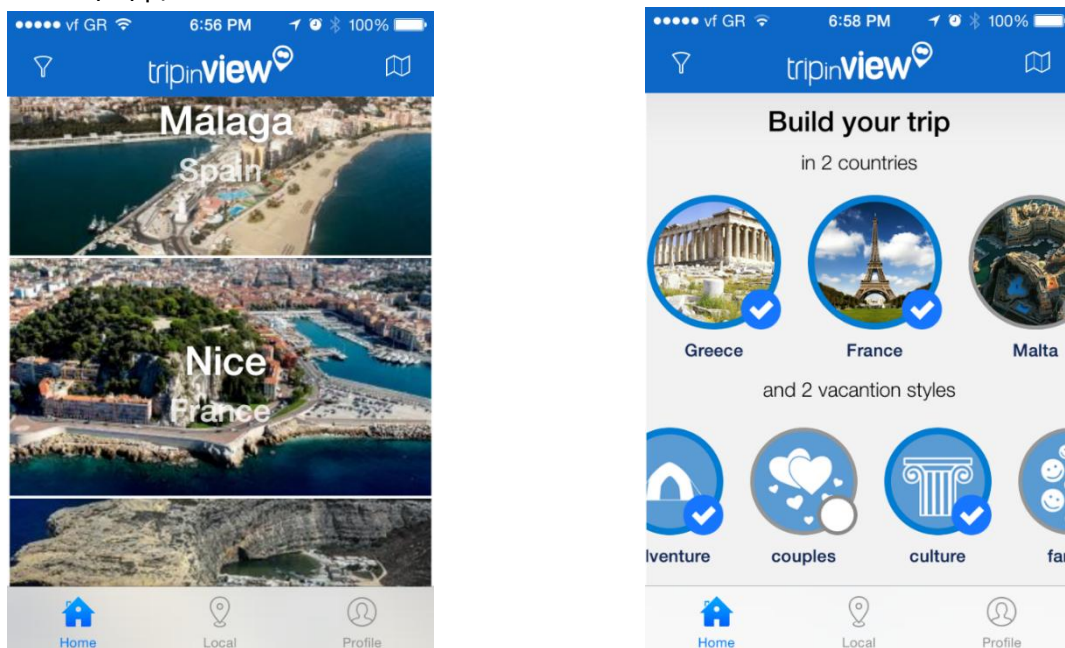 vf GR 6:56 PM 100%
tripinview
Málaga
Spain
Nice
France
Home Local Profile
vf GR 6:58 PM 100%
tripinview
Build your trip
in 2 countries
Greece France Malta
and 2 vacantion styles
lventure couples culture fa
Home Local Profile